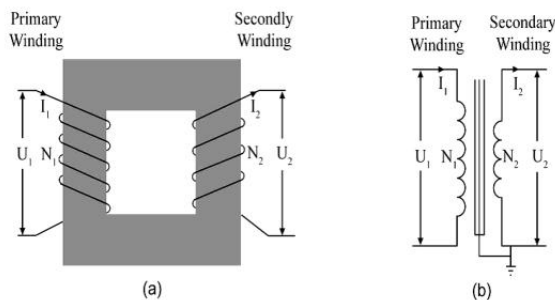 Primary
Winding
Secondly
Winding
I1
I2
U1
N1
N2
U2
(a)
Primary
Winding
Secondary
Winding
I1
I2
U1
N1
N2
U2
(b)